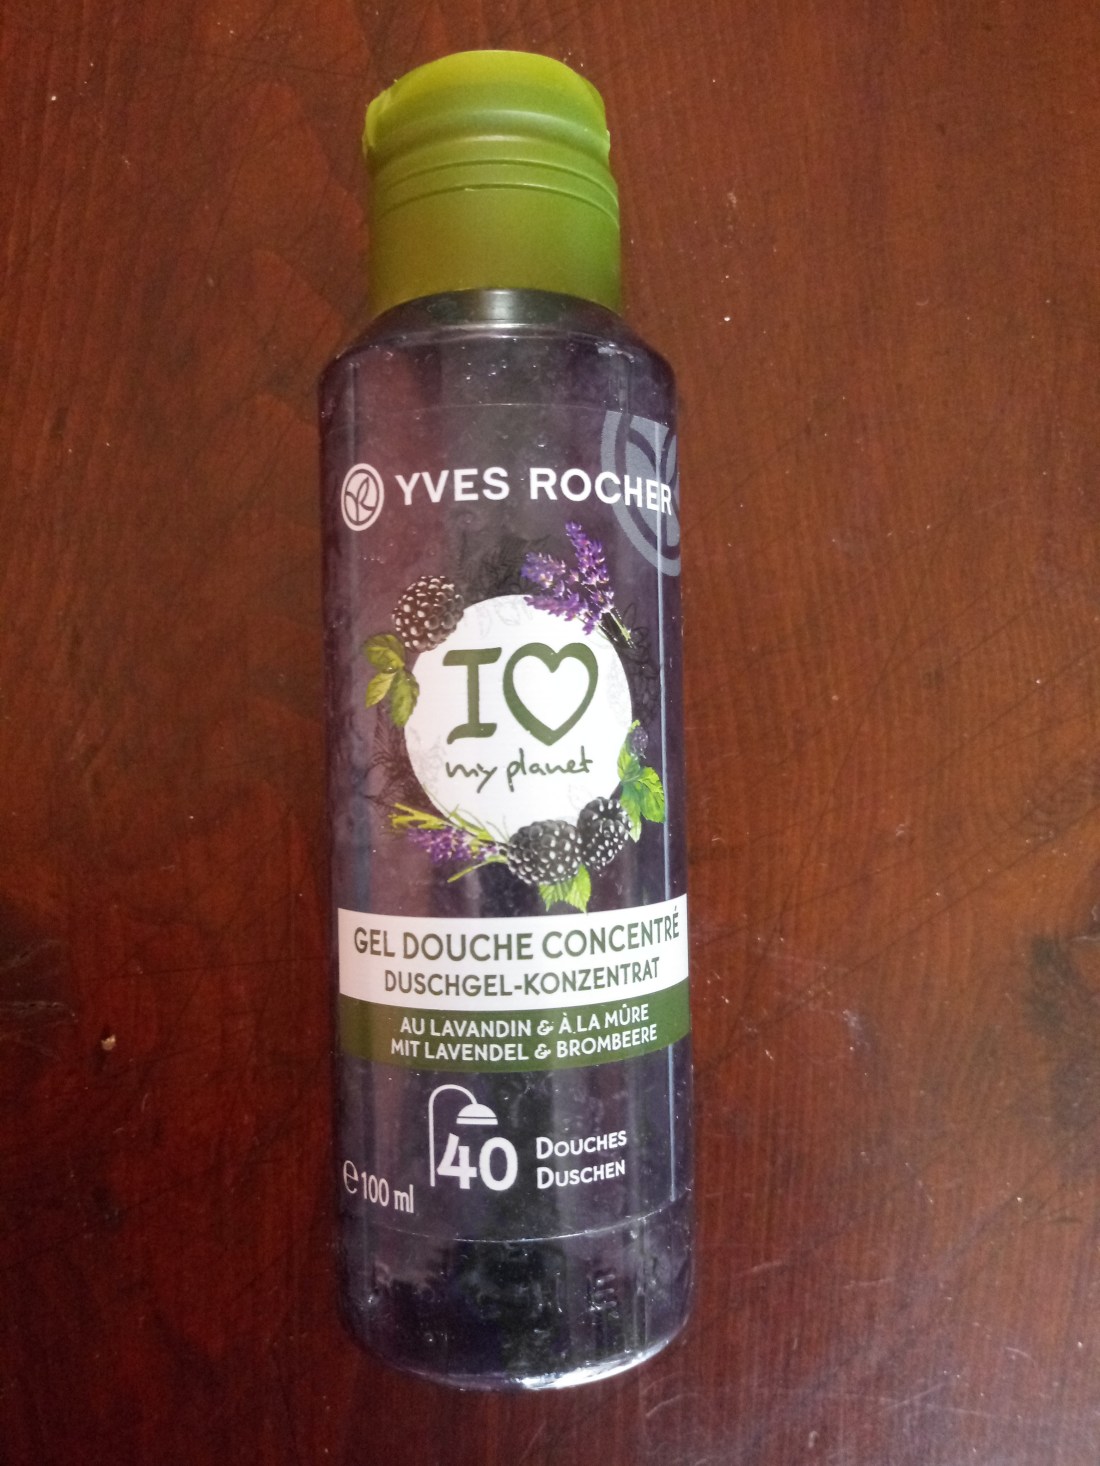 YVES ROCHER
I ♡
my planet
GEL DOUCHE CONCENTRÉ
DUSCHGEL-KONZENTRAT
AU LAVANDIN & À LA MÛRE
MIT LAVENDEL & BROMBEERE
40 DOUCHES
DUSCHEN
℮100 ml